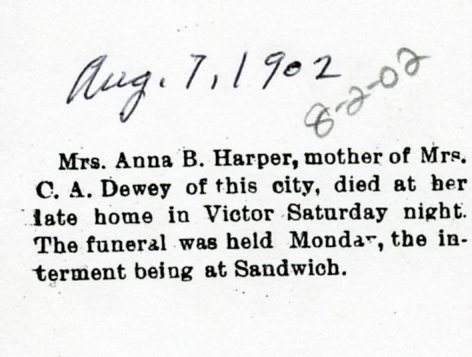 Aug. 7, 1902
8-2-02
Mrs. Anna B. Harper, mother of Mrs.
C. A. Dewey of this city, died at her
late home in Victor Saturday night.
The funeral was held Monday, the in-
terment being at Sandwich.